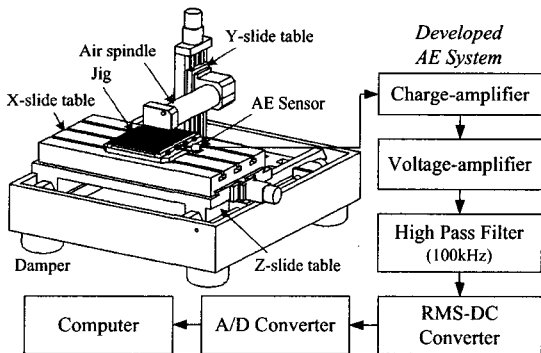 Developed
AE System
Y-slide table
Air spindle
Jig
X-slide table
AE Sensor
Charge-amplifier
Voltage-amplifier
High Pass Filter
(100kHz)
Damper
Z-slide table
Computer
A/D Converter
RMS-DC
Converter